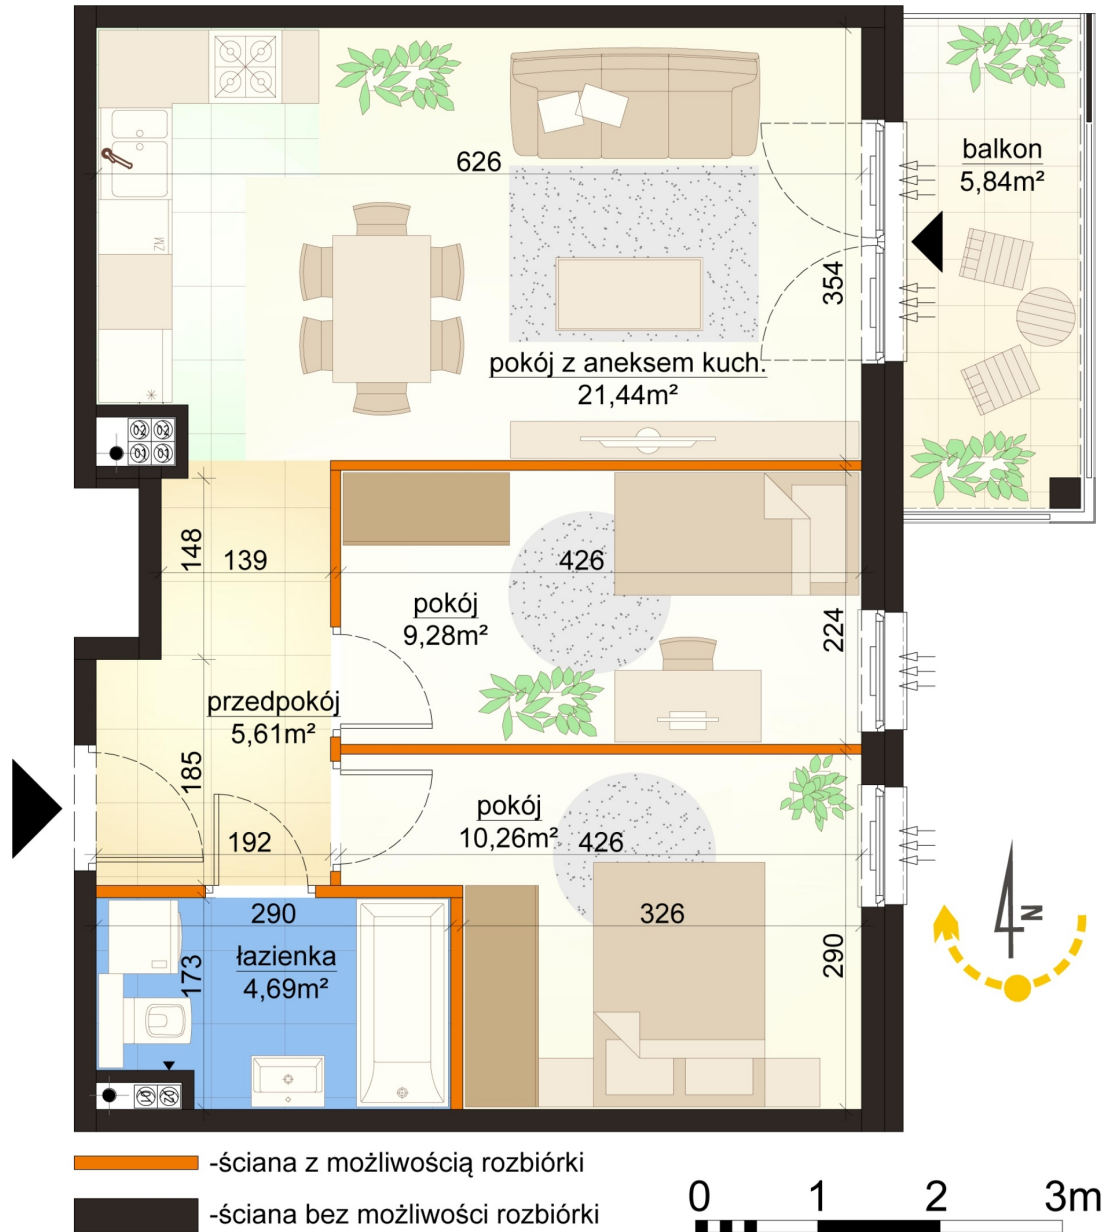 balkon
5,84m²
626
ZM
354
pokój z aneksem kuch.
21,44m²
148
139
426
pokój
9,28m²
224
przedpokój
5,61m²
185
pokój
10,26m²
192
426
290
326
łazienka
4,69m²
173
290
N
-ściana z możliwością rozbiórki
-ściana bez możliwości rozbiórki
0 1 2 3m